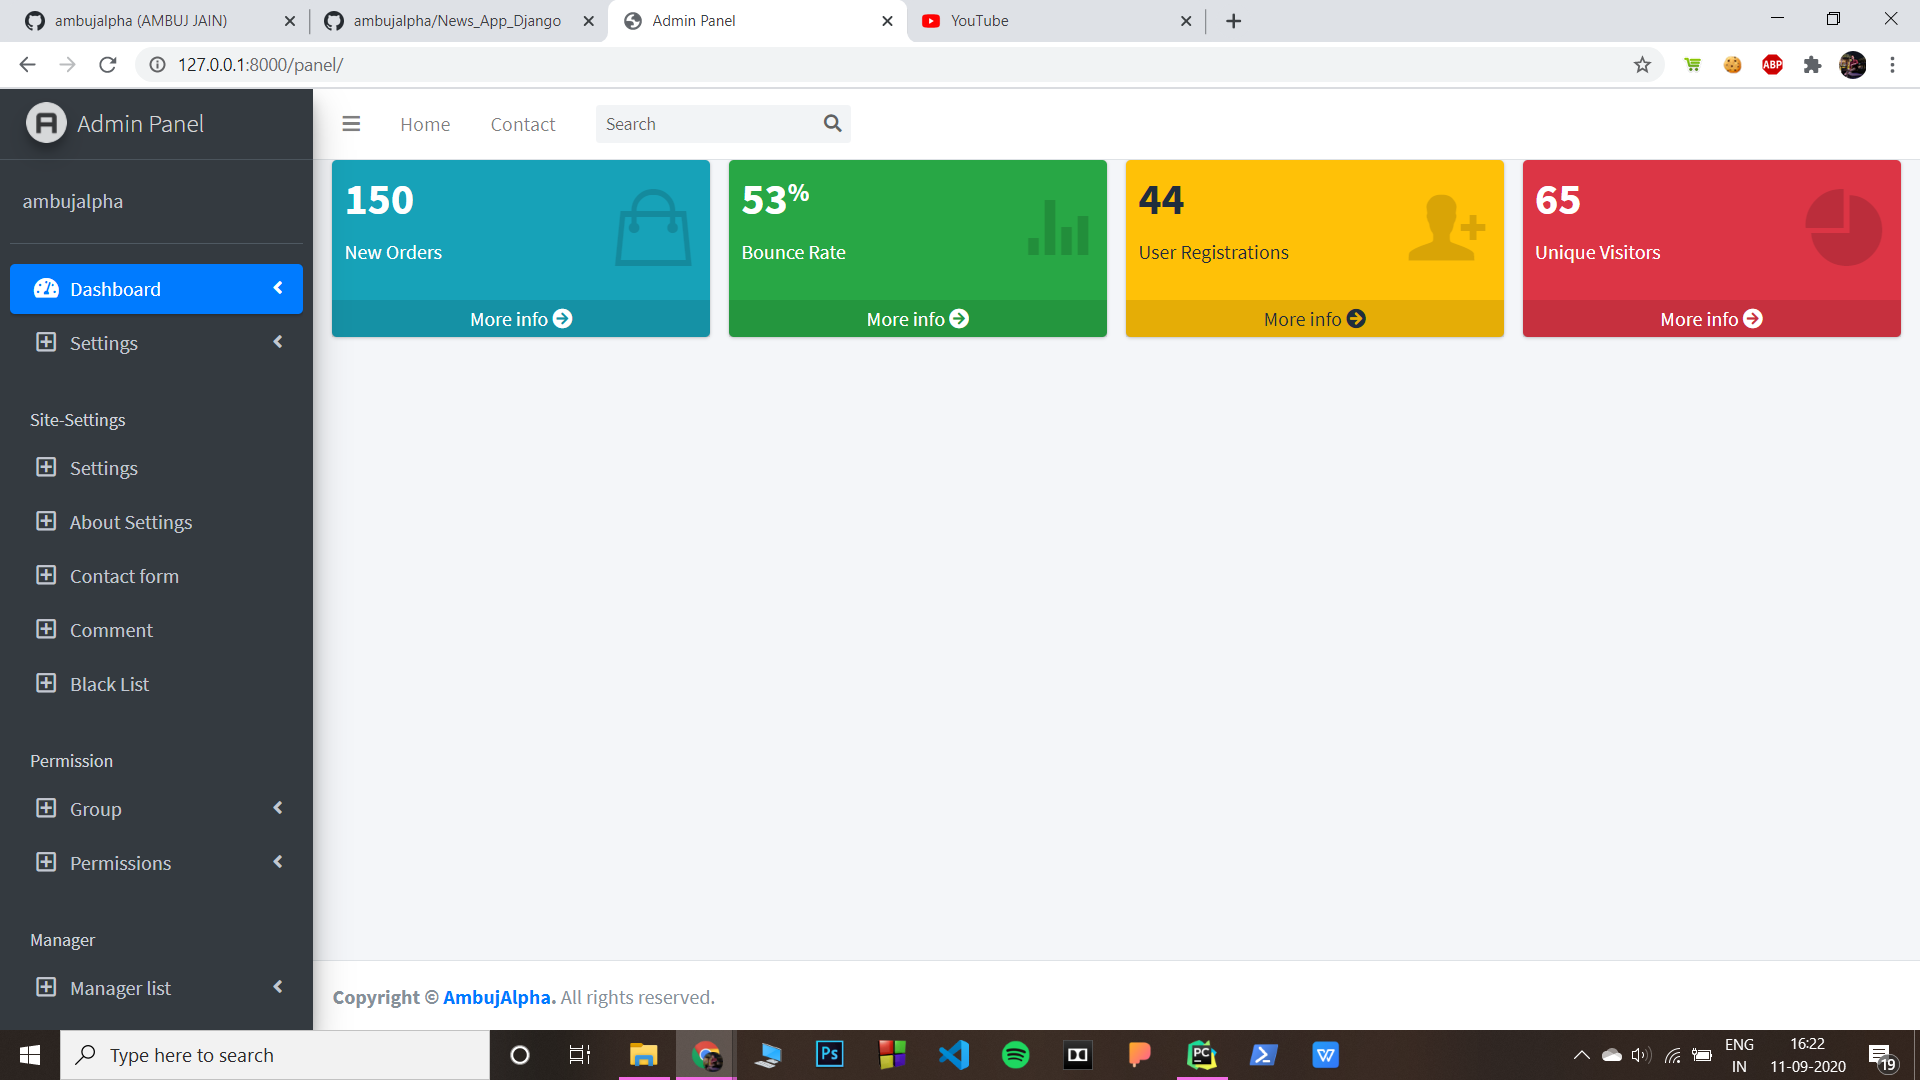 ambujalpha (AMBUJ JAIN)
ambujalpha/News_App_Django
Admin Panel
YouTube
127.0.0.1:8000/panel/
ABP
A Admin Panel
Home
Contact
Search
ambujalpha
Dashboard
Settings
Site-Settings
Settings
About Settings
Contact form
Comment
Black List
Permission
Group
Permissions
Manager
Manager list
150
New Orders
More info
53%
Bounce Rate
More info
44
User Registrations
More info
65
Unique Visitors
More info
Copyright © AmbujAlpha. All rights reserved.
Type here to search
Ps
PC
W
ENG
IN
16:22
11-09-2020
19